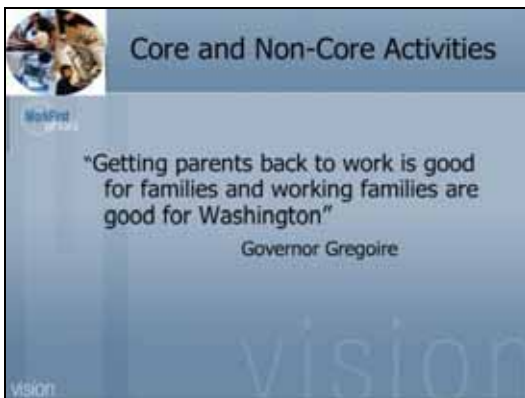 Core and Non-Core Activities
WorkFirst
"Getting parents back to work is good
for families and working families are
good for Washington"
Governor Gregoire
vision
vision